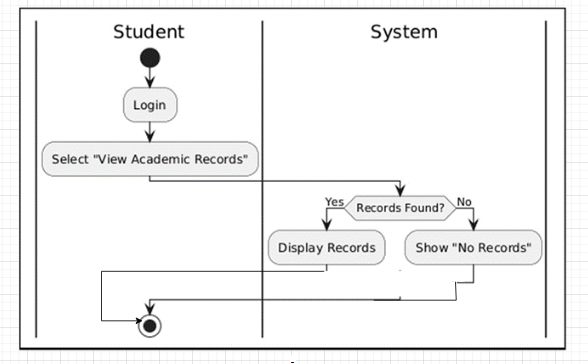 Student
System
Login
Select "View Academic Records"
Yes
Records Found?
No
Display Records
Show "No Records"